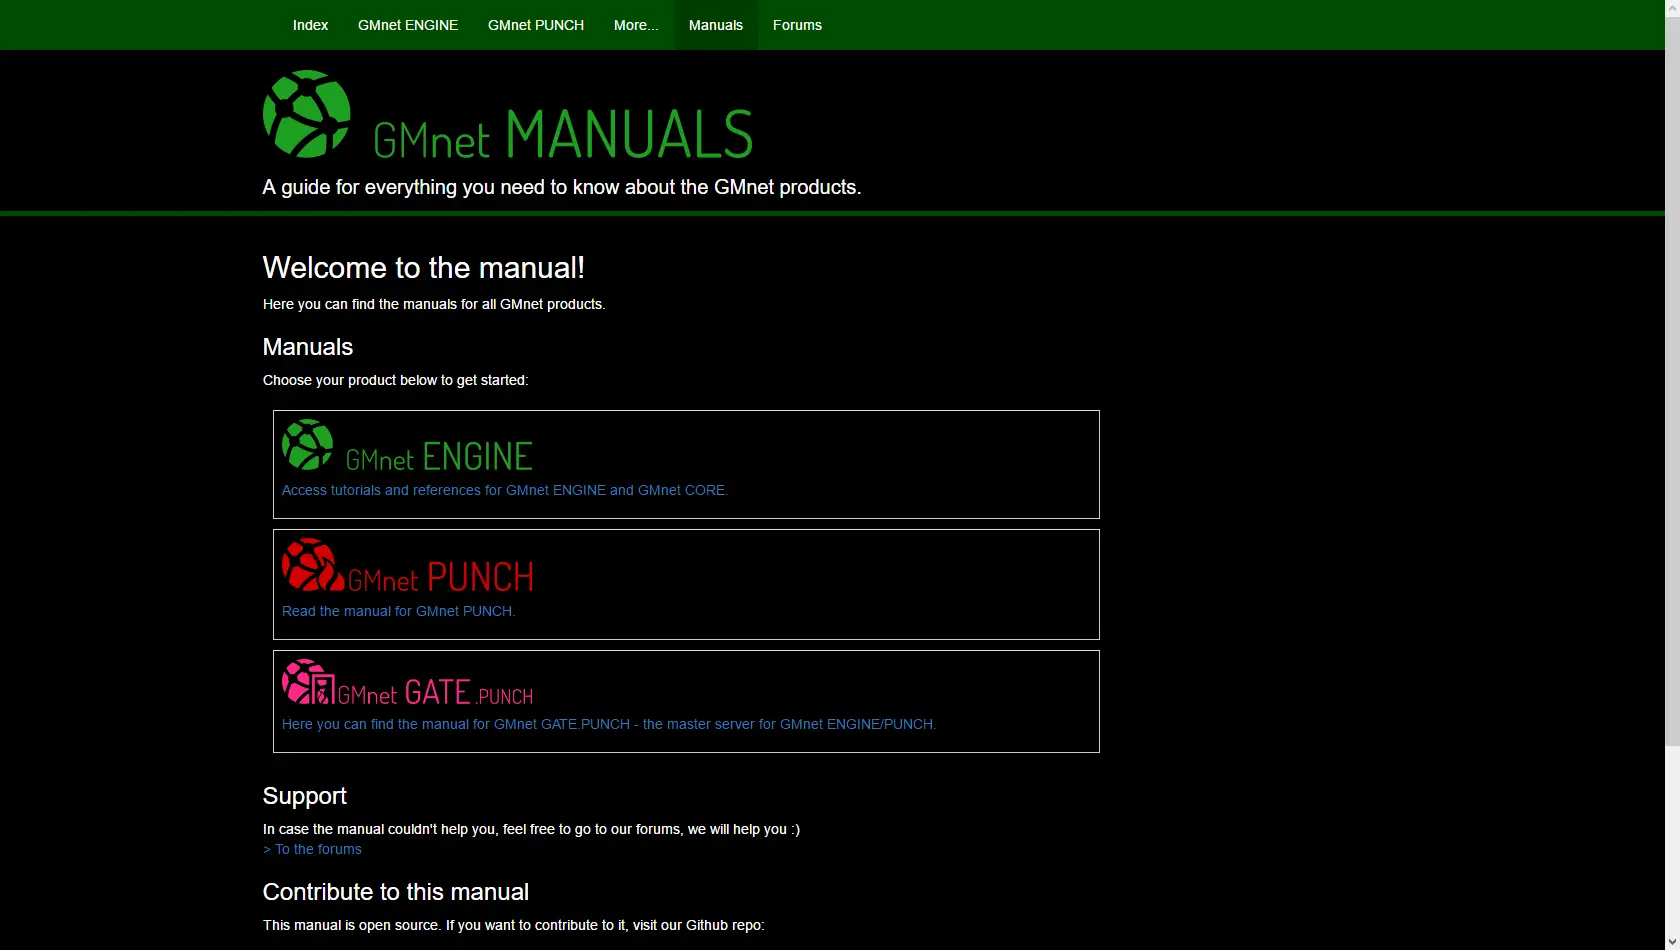 Index GMnet ENGINE GMnet PUNCH More... Manuals Forums
GMnet MANUALS
A guide for everything you need to know about the GMnet products.
Welcome to the manual!
Here you can find the manuals for all GMnet products.
Manuals
Choose your product below to get started:
GMnet ENGINE
Access tutorials and references for GMnet ENGINE and GMnet CORE.
GMnet PUNCH
Read the manual for GMnet PUNCH.
GMnet GATE.PUNCH
Here you can find the manual for GMnet GATE.PUNCH - the master server for GMnet ENGINE/PUNCH.
Support
In case the manual couldn't help you, feel free to go to our forums, we will help you :)
> To the forums
Contribute to this manual
This manual is open source. If you want to contribute to it, visit our Github repo: